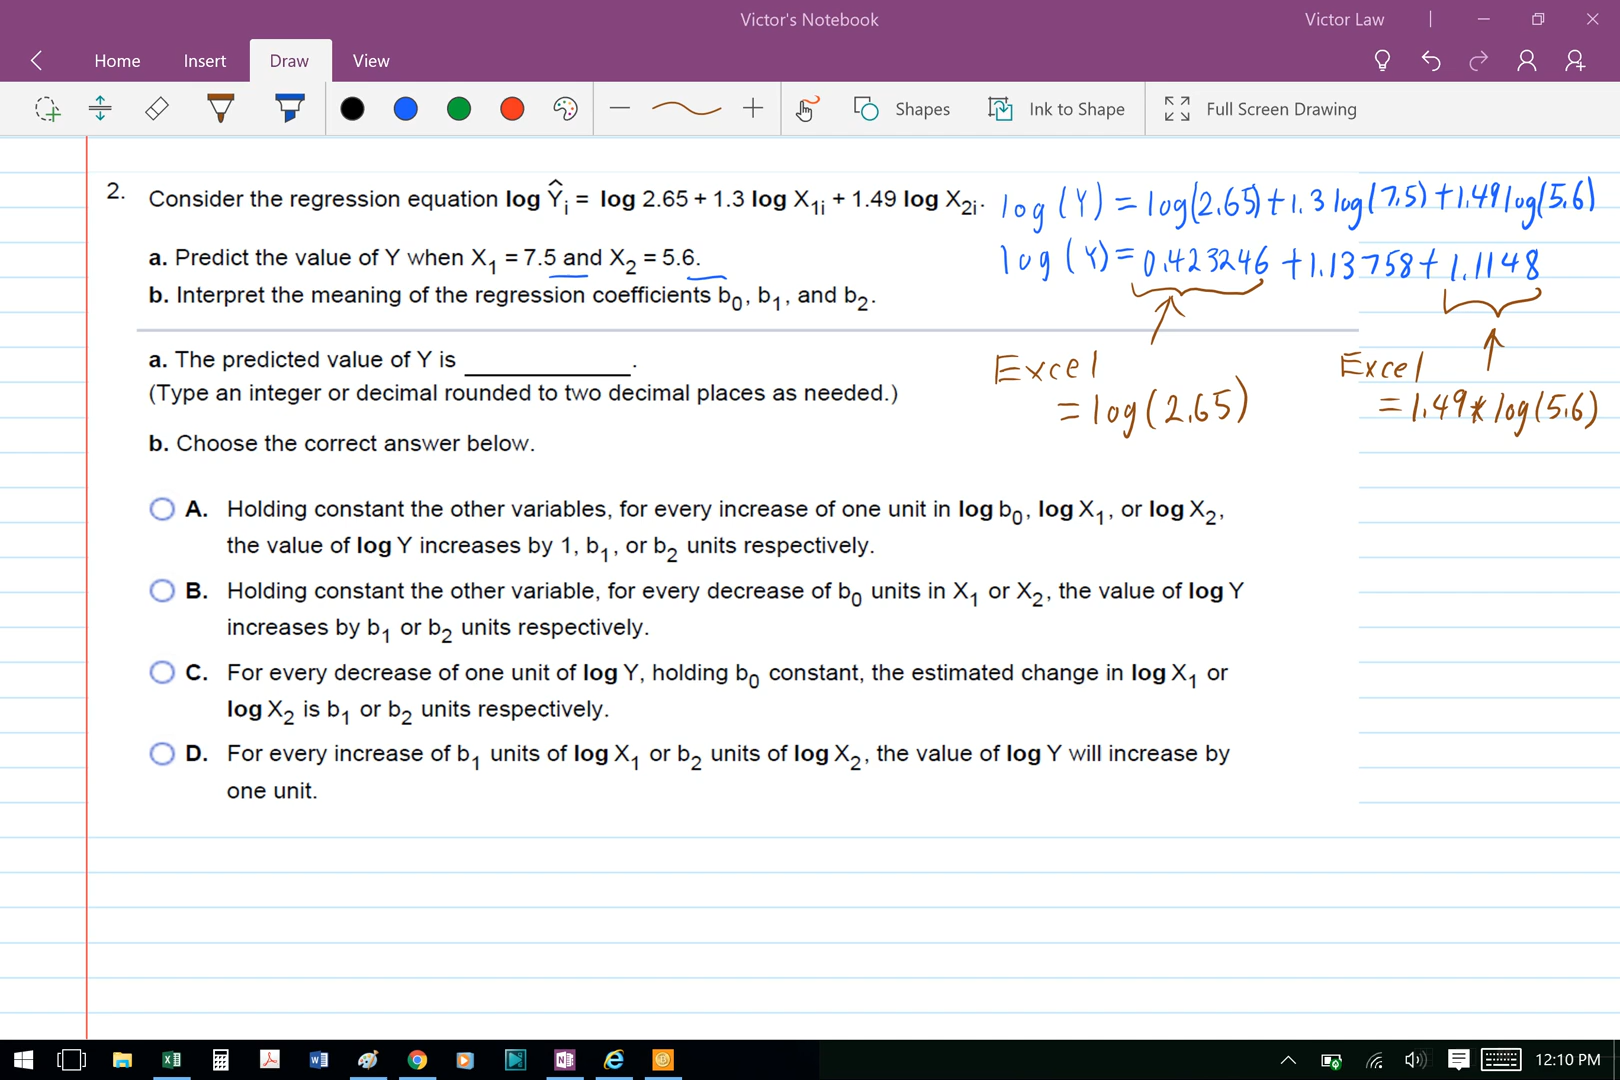 Victor's Notebook
Victor Law
Home Insert Draw View
Shapes Ink to Shape Full Screen Drawing
2. Consider the regression equation log Ŷi = log 2.65 + 1.3 log X1i + 1.49 log X2i.
log(Y) = log(2.65) + 1.3 log(7.5) + 1.49 log(5.6)
a. Predict the value of Y when X1 = 7.5 and X2 = 5.6.
log(Y) = 0.423246 + 1.13758 + 1.1148
b. Interpret the meaning of the regression coefficients b0, b1, and b2.
a. The predicted value of Y is ____________.
(Type an integer or decimal rounded to two decimal places as needed.)
Excel
= log(2.65)
Excel
= 1.49 * log(5.6)
b. Choose the correct answer below.
A. Holding constant the other variables, for every increase of one unit in log b0, log X1, or log X2,
the value of log Y increases by 1, b1, or b2 units respectively.
B. Holding constant the other variable, for every decrease of b0 units in X1 or X2, the value of log Y
increases by b1 or b2 units respectively.
C. For every decrease of one unit of log Y, holding b0 constant, the estimated change in log X1 or
log X2 is b1 or b2 units respectively.
D. For every increase of b1 units of log X1 or b2 units of log X2, the value of log Y will increase by
one unit.
12:10 PM